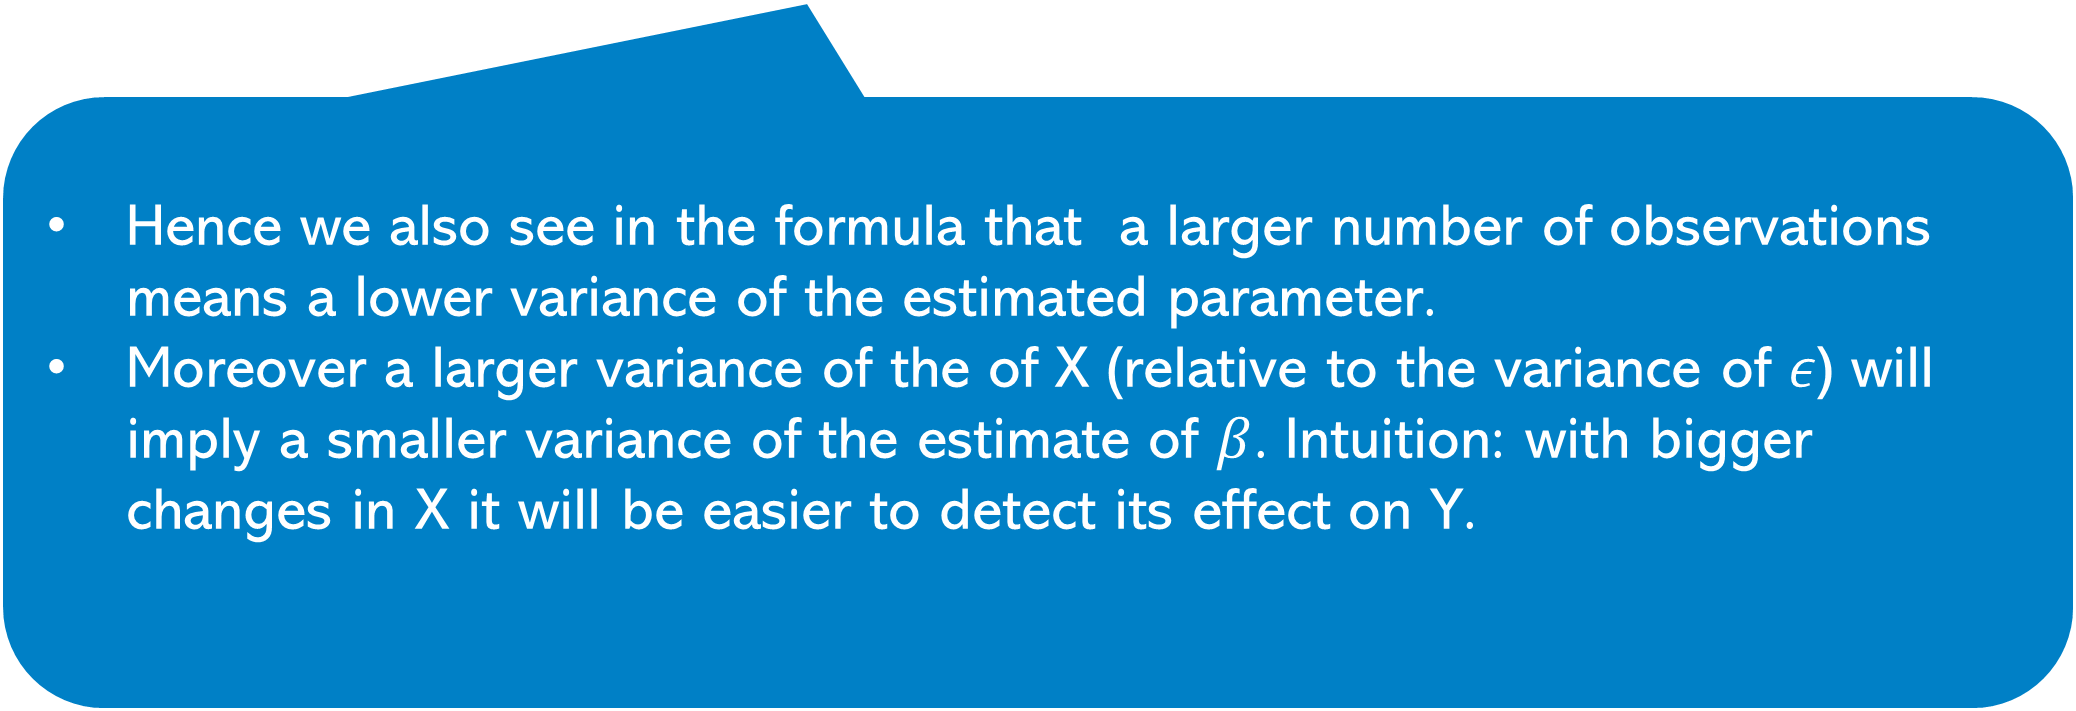 • Hence we also see in the formula that  a larger number of observations
means a lower variance of the estimated parameter.
• Moreover a larger variance of the of X (relative to the variance of ϵ) will
imply a smaller variance of the estimate of β. Intuition: with bigger
changes in X it will be easier to detect its effect on Y.